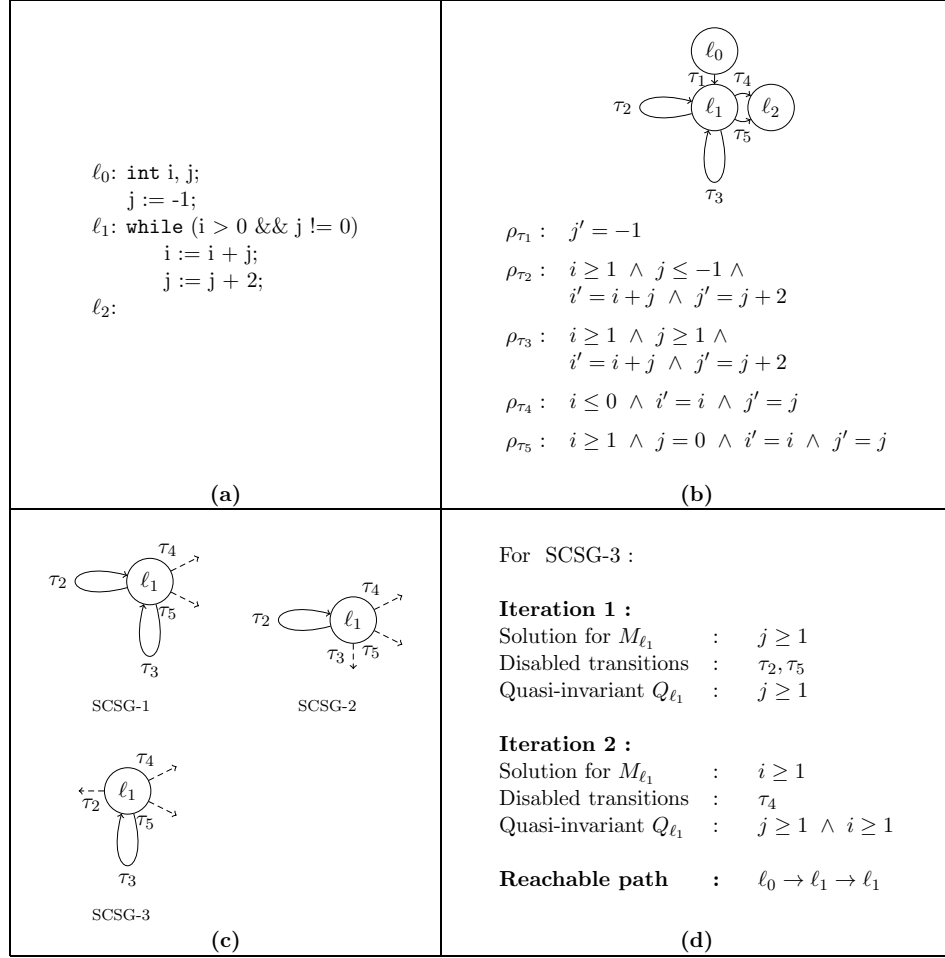 ℓ0: int i, j;
j := -1;
ℓ1: while (i > 0 && j != 0)
i := i + j;
j := j + 2;
ℓ2:
(a)
ℓ0
τ1 τ4
τ2 ℓ1 ℓ2
τ5
τ3
ρτ1 : j′ = −1
ρτ2 : i ≥ 1 ∧ j ≤ −1 ∧
i′ = i + j ∧ j′ = j + 2
ρτ3 : i ≥ 1 ∧ j ≥ 1 ∧
i′ = i + j ∧ j′ = j + 2
ρτ4 : i ≤ 0 ∧ i′ = i ∧ j′ = j
ρτ5 : i ≥ 1 ∧ j = 0 ∧ i′ = i ∧ j′ = j
(b)
τ4
τ2 ℓ1
τ5
τ3
SCSG-1
τ4
τ2 ℓ1
τ3 τ5
SCSG-2
τ4
ℓ1
τ2 τ5
τ3
SCSG-3
(c)
For SCSG-3 :
Iteration 1 :
Solution for Mℓ1 : j ≥ 1
Disabled transitions : τ2, τ5
Quasi-invariant Qℓ1 : j ≥ 1
Iteration 2 :
Solution for Mℓ1 : i ≥ 1
Disabled transitions : τ4
Quasi-invariant Qℓ1 : j ≥ 1 ∧ i ≥ 1
Reachable path : ℓ0 → ℓ1 → ℓ1
(d)